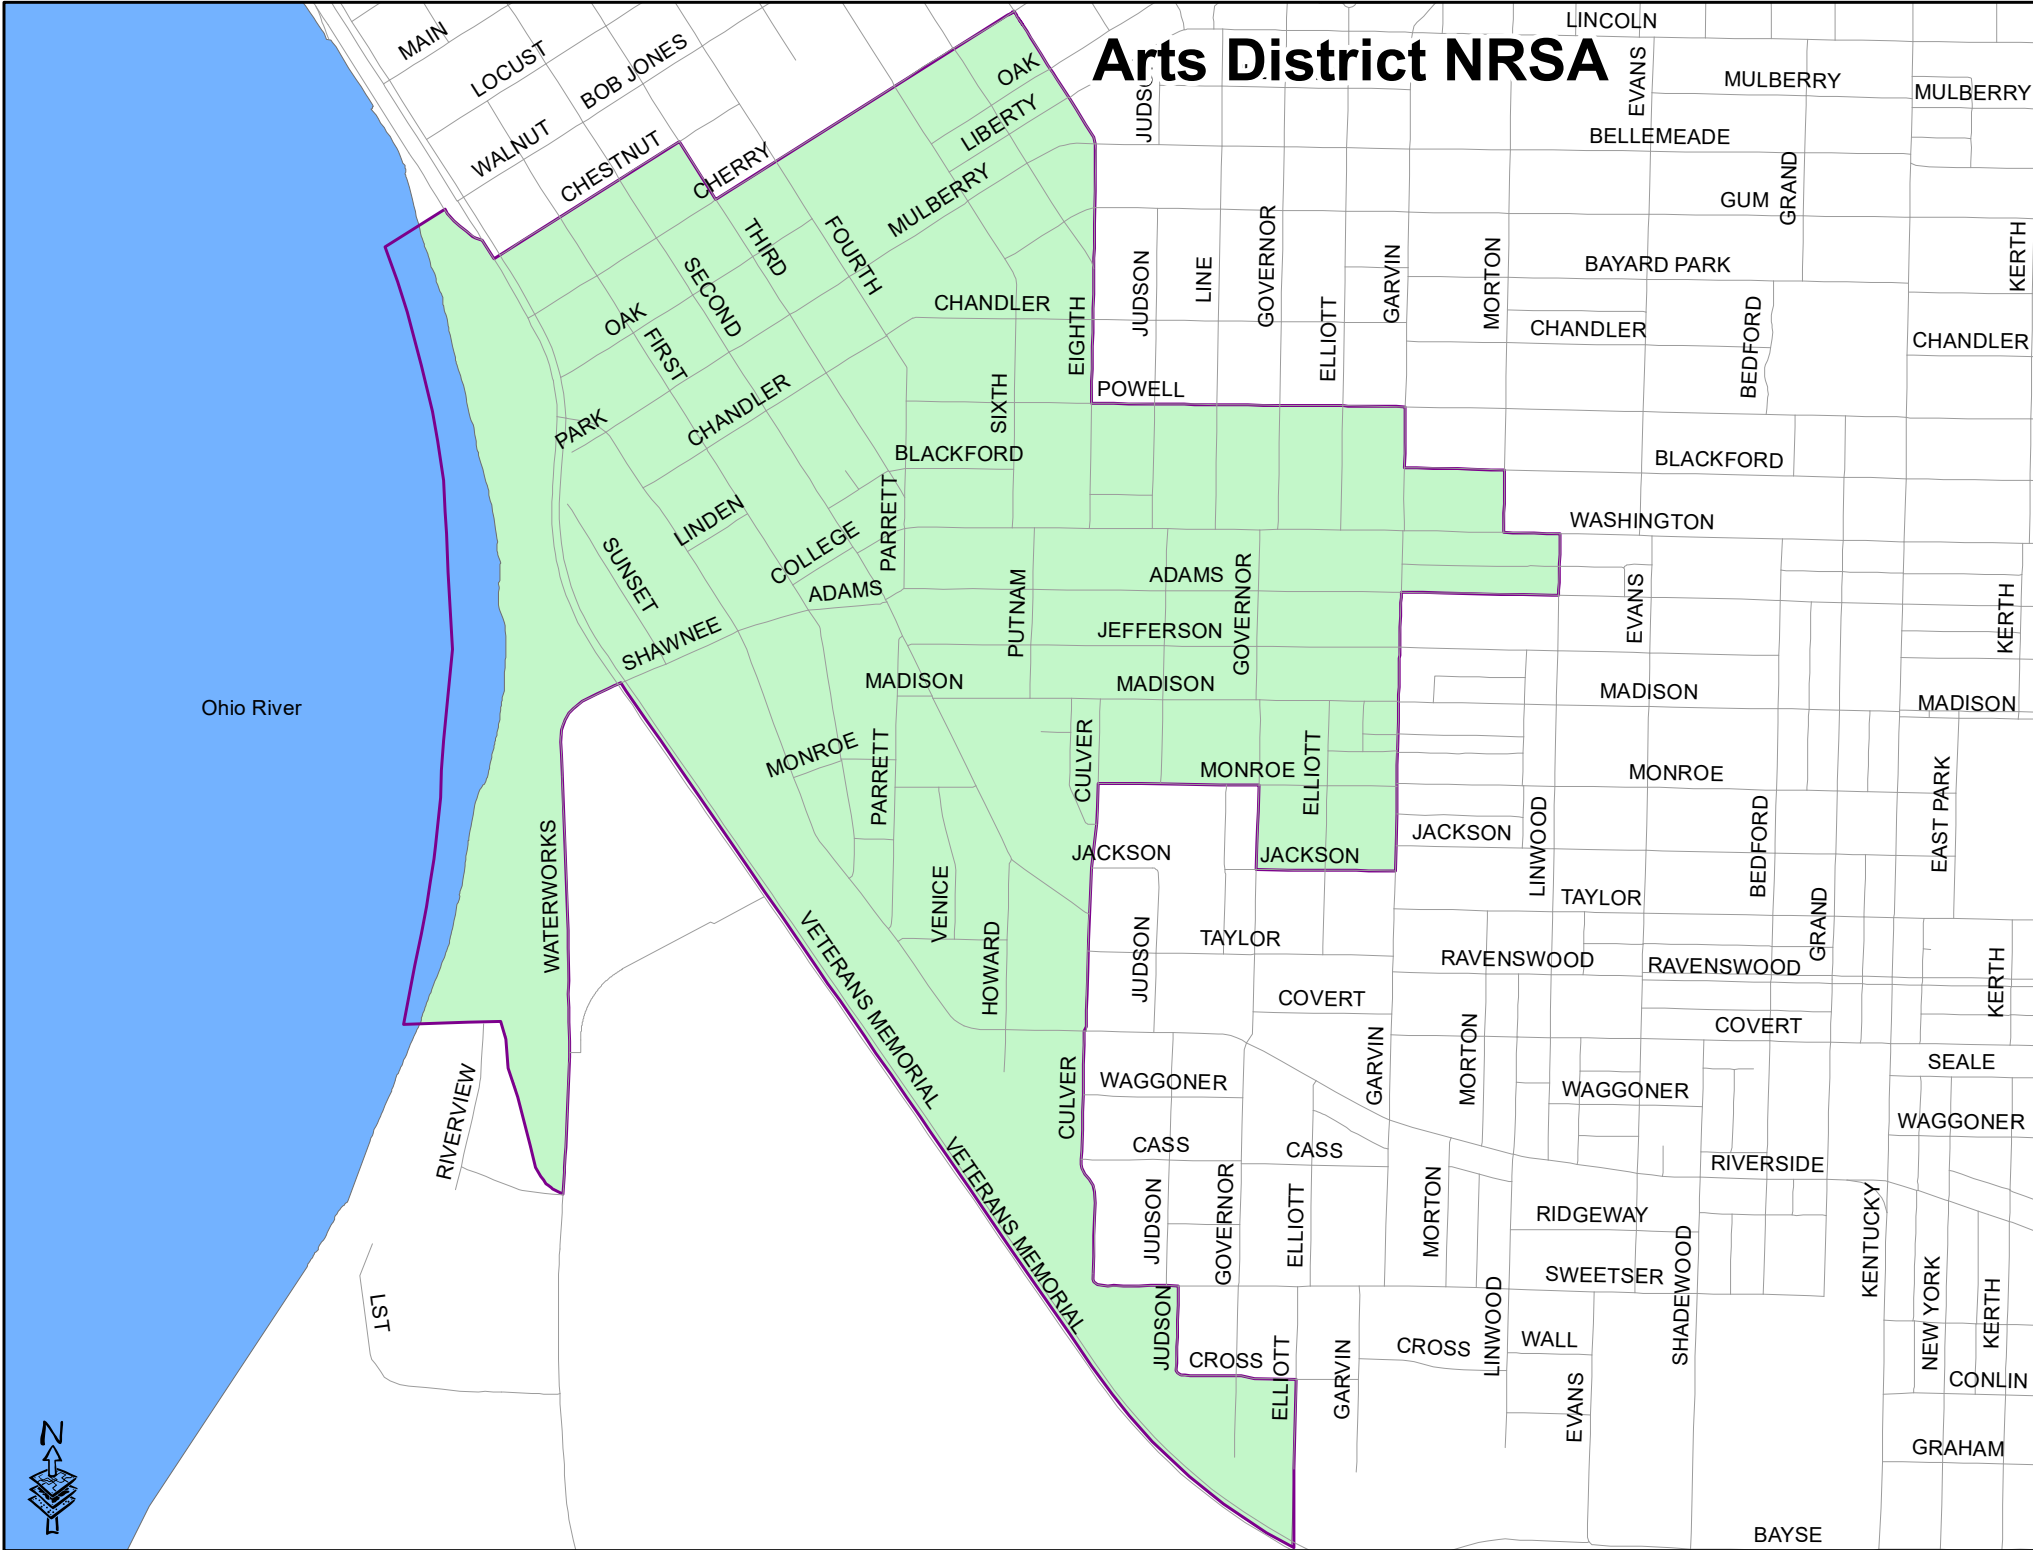 Arts District NRSA
LINCOLN
MAIN
LOCUST
BOB JONES
WALNUT
CHESTNUT
CHERRY
OAK
LIBERTY
MULBERRY
JUDSON
EVANS
MULBERRY
MULBERRY
BELLEMEADE
GUM
GRAND
KERTH
THIRD
FOURTH
SECOND
FIRST
OAK
CHANDLER
EIGHTH
JUDSON
LINE
GOVERNOR
ELLIOTT
GARVIN
MORTON
BAYARD PARK
CHANDLER
BEDFORD
CHANDLER
POWELL
PARK
CHANDLER
SIXTH
BLACKFORD
BLACKFORD
PARRETT
LINDEN
COLLEGE
SUNSET
ADAMS
WASHINGTON
PUTNAM
ADAMS
GOVERNOR
EVANS
KERTH
SHAWNEE
JEFFERSON
MADISON
MADISON
MADISON
MADISON
Ohio River
MONROE
PARRETT
CULVER
MONROE
ELLIOTT
MONROE
EAST PARK
WATERWORKS
JACKSON
JACKSON
JACKSON
LINWOOD
BEDFORD
VENICE
HOWARD
TAYLOR
TAYLOR
GRAND
JUDSON
RAVENSWOOD
RAVENSWOOD
KERTH
VETERANS MEMORIAL
COVERT
COVERT
GARVIN
MORTON
SEALE
RIVERVIEW
CULVER
WAGGONER
WAGGONER
WAGGONER
CASS
CASS
RIVERSIDE
VETERANS MEMORIAL
JUDSON
GOVERNOR
ELLIOTT
MORTON
RIDGEWAY
KENTUCKY
SHADEWOOD
SWEETSER
NEW YORK
KERTH
LST
JUDSON
CROSS
ELLIOTT
GARVIN
CROSS
LINWOOD
WALL
EVANS
CONLIN
GRAHAM
N
BAYSE